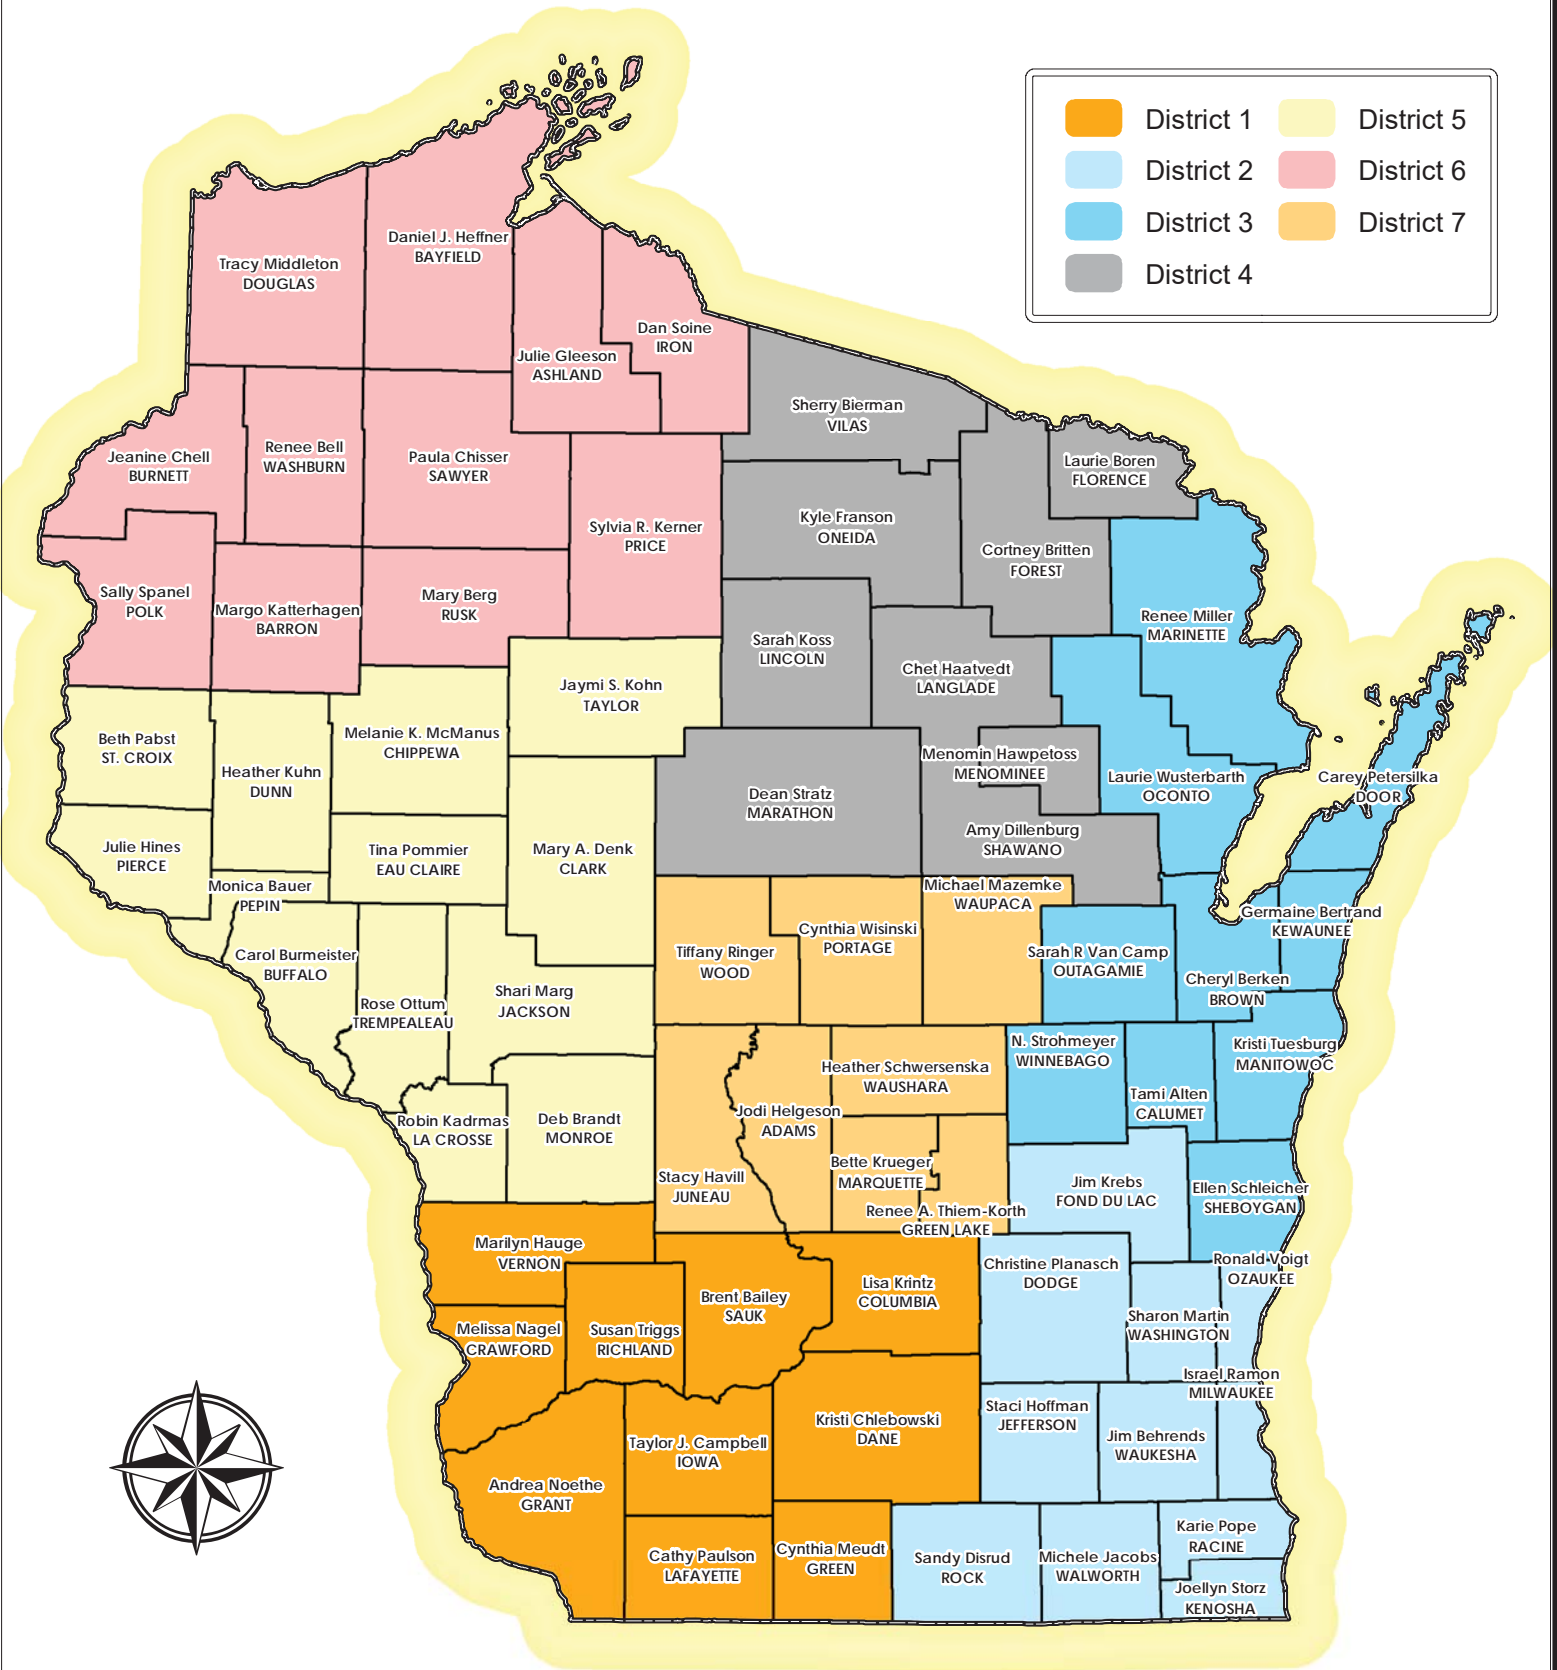 District 1
District 2
District 3
District 4
District 5
District 6
District 7
Daniel J. Heffner
BAYFIELD
Tracy Middleton
DOUGLAS
Dan Soine
IRON
Julie Gleeson
ASHLAND
Sherry Bierman
VILAS
Jeanine Chell
BURNETT
Renee Bell
WASHBURN
Paula Chisser
SAWYER
Laurie Boren
FLORENCE
Sylvia R. Kerner
PRICE
Kyle Franson
ONEIDA
Cortney Britten
FOREST
Sally Spanel
POLK
Margo Katterhagen
BARRON
Mary Berg
RUSK
Renee Miller
MARINETTE
Sarah Koss
LINCOLN
Chet Haatvedt
LANGLADE
Jaymi S. Kohn
TAYLOR
Beth Pabst
ST. CROIX
Melanie K. McManus
CHIPPEWA
Heather Kuhn
DUNN
Menomin Hawpetoss
MENOMINEE
Laurie Wusterbarth
OCONTO
Carey Petersilka
DOOR
Dean Stratz
MARATHON
Amy Dillenburg
SHAWANO
Julie Hines
PIERCE
Tina Pommier
EAU CLAIRE
Mary A. Denk
CLARK
Monica Bauer
PEPIN
Michael Mazemke
WAUPACA
Germaine Bertrand
KEWAUNEE
Cynthia Wisinski
PORTAGE
Tiffany Ringer
WOOD
Sarah R Van Camp
OUTAGAMIE
Carol Burmeister
BUFFALO
Cheryl Berken
BROWN
Shari Marg
JACKSON
Rose Ottum
TREMPEALEAU
N. Strohmeyer
WINNEBAGO
Kristi Tuesburg
MANITOWOC
Heather Schwersenska
WAUSHARA
Tami Alten
CALUMET
Jodi Helgeson
ADAMS
Robin Kadrmas
LA CROSSE
Deb Brandt
MONROE
Bette Krueger
MARQUETTE
Stacy Havill
JUNEAU
Jim Krebs
FOND DU LAC
Ellen Schleicher
SHEBOYGAN
Renee A. Thiem-Korth
GREEN LAKE
Marilyn Hauge
VERNON
Christine Planasch
DODGE
Ronald Voigt
OZAUKEE
Lisa Krintz
COLUMBIA
Brent Bailey
SAUK
Sharon Martin
WASHINGTON
Melissa Nagel
CRAWFORD
Susan Triggs
RICHLAND
Israel Ramon
MILWAUKEE
Staci Hoffman
JEFFERSON
Kristi Chlebowski
DANE
Jim Behrends
WAUKESHA
Taylor J. Campbell
IOWA
Andrea Noethe
GRANT
Karie Pope
RACINE
Cathy Paulson
LAFAYETTE
Cynthia Meudt
GREEN
Sandy Disrud
ROCK
Michele Jacobs
WALWORTH
Joellyn Storz
KENOSHA